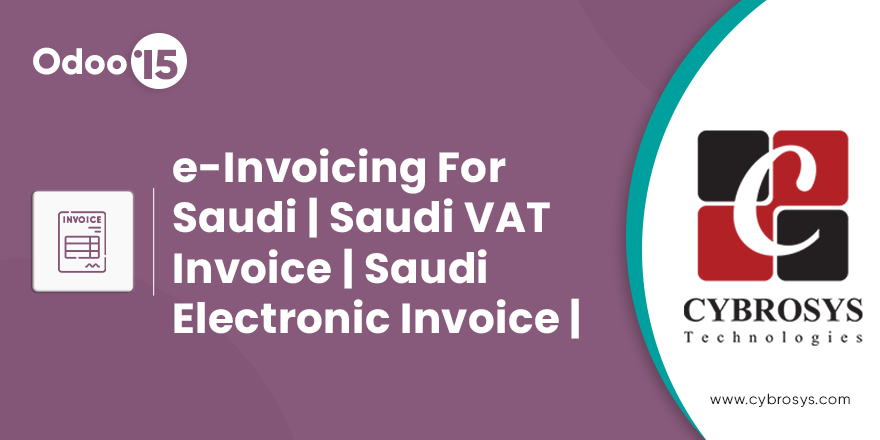 Odoo 15
INVOICE
e-Invoicing For
Saudi | Saudi VAT
Invoice | Saudi
Electronic Invoice |
C
CYBROSYS
Technologies
www.cybrosys.com